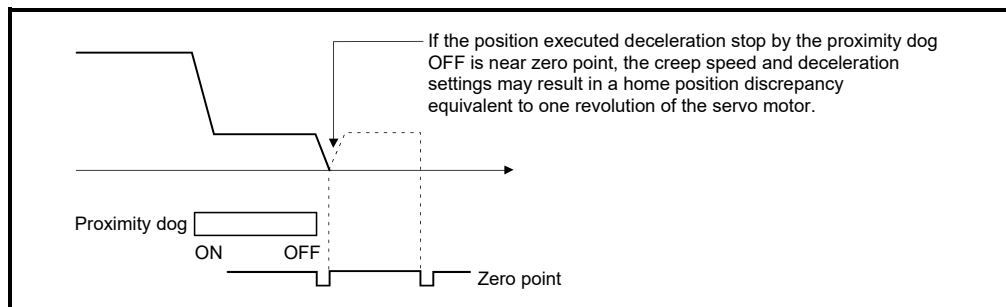 If the position executed deceleration stop by the proximity dog
OFF is near zero point, the creep speed and deceleration
settings may result in a home position discrepancy
equivalent to one revolution of the servo motor.
Proximity dog
ON OFF
Zero point